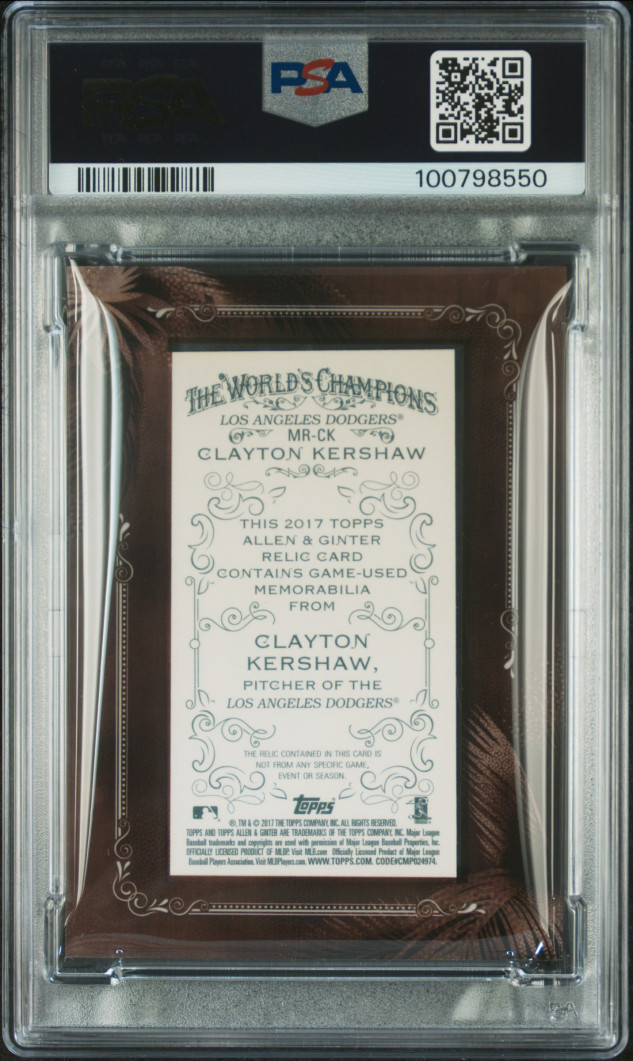 PSA
100798550
THE WORLD'S CHAMPIONS
LOS ANGELES DODGERS®
MR-CK
CLAYTON KERSHAW
THIS 2017 TOPPS
ALLEN & GINTER
RELIC CARD
CONTAINS GAME-USED
MEMORABILIA
FROM
CLAYTON
KERSHAW,
PITCHER OF THE
LOS ANGELES DODGERS®
THE RELIC CONTAINED IN THIS CARD IS
NOT FROM ANY SPECIFIC GAME,
EVENT OR SEASON.
Topps®
®, TM & © 2017 THE TOPPS COMPANY, INC. ALL RIGHTS RESERVED.
TOPPS AND TOPPS ALLEN & GINTER ARE TRADEMARKS OF THE TOPPS COMPANY, INC. Major League
Baseball trademarks and copyrights are used with permission of Major League Baseball Properties, Inc.
OFFICIALLY LICENSED PRODUCT OF MLBP. Visit MLB.com Officially Licensed Product of Major League
Baseball Players Association. Visit MLBPlayers.com. WWW.TOPPS.COM. CODE#CMP024974.
PSA